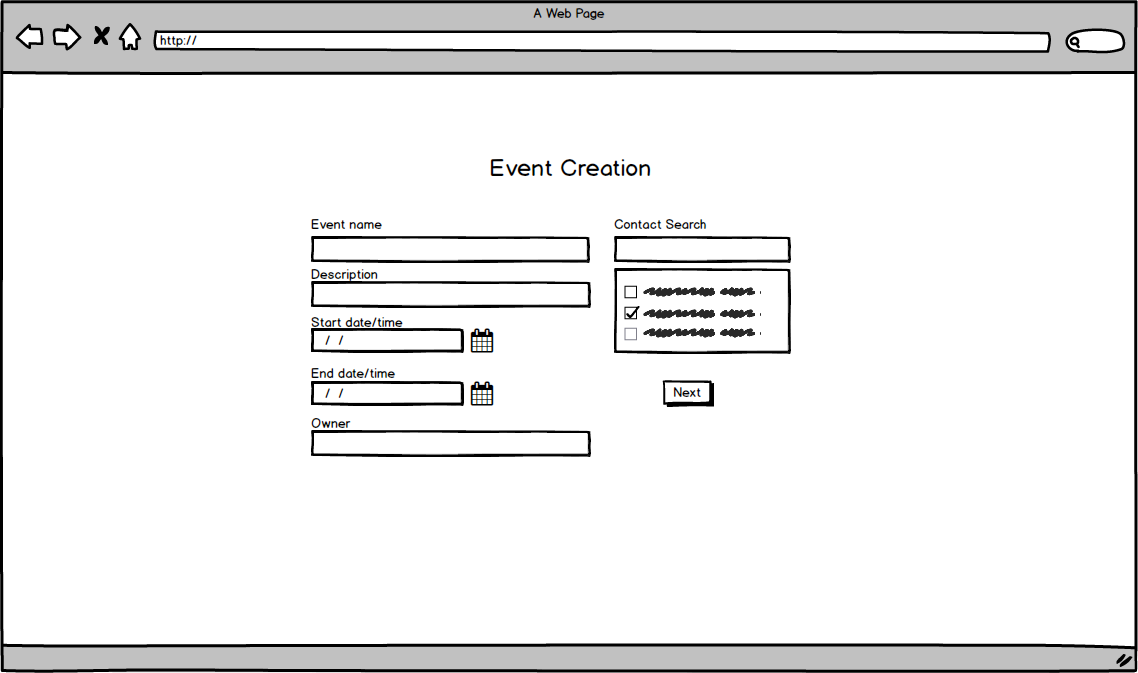 A Web Page
http://
Event Creation
Event name
Description
Start date/time
/ /
End date/time
/ /
Owner
Contact Search
Next